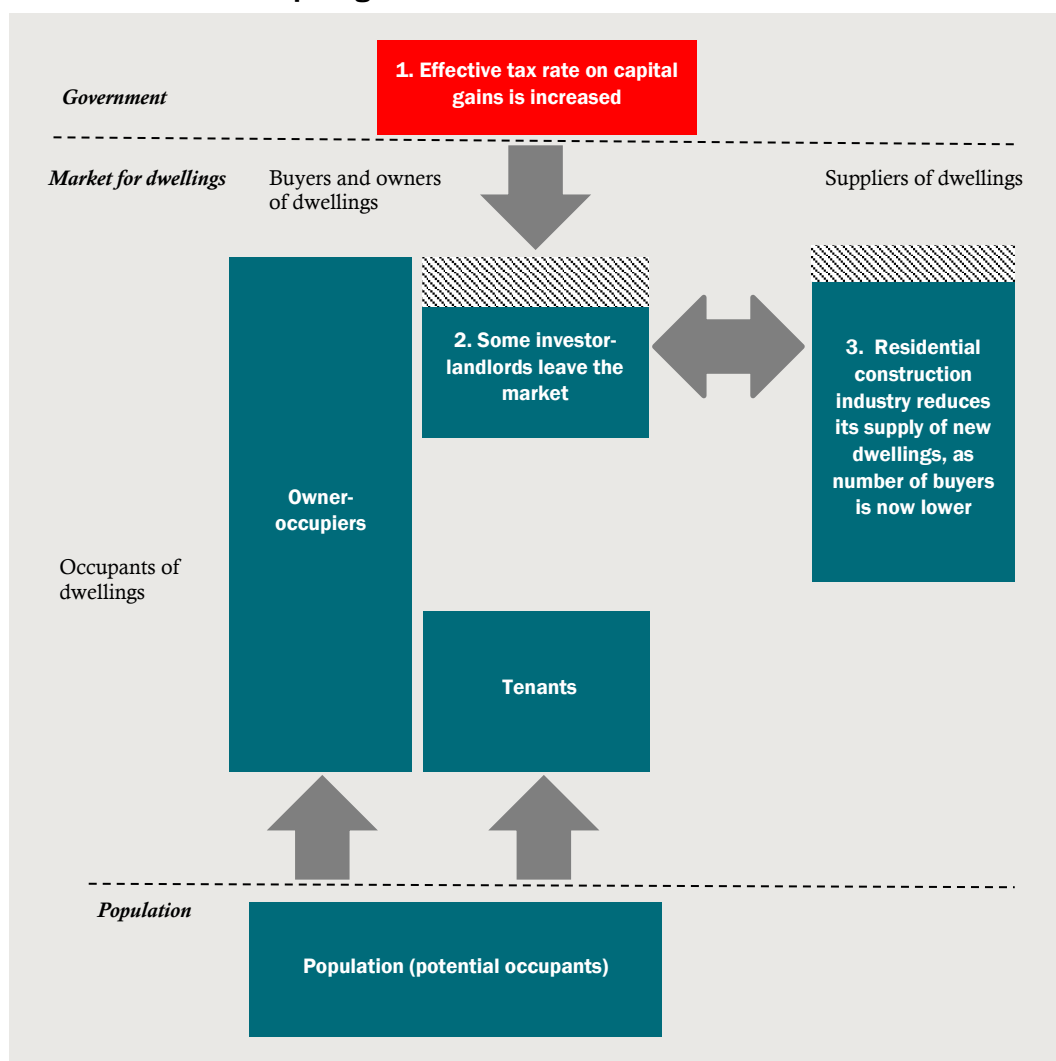 1. Effective tax rate on capital
gains is increased
Government
Market for dwellings
Buyers and owners
of dwellings
Suppliers of dwellings
2. Some investor-
landlords leave the
market
3. Residential
construction
industry reduces
its supply of new
dwellings, as
number of buyers
is now lower
Owner-
occupiers
Occupants of
dwellings
Tenants
Population
Population (potential occupants)